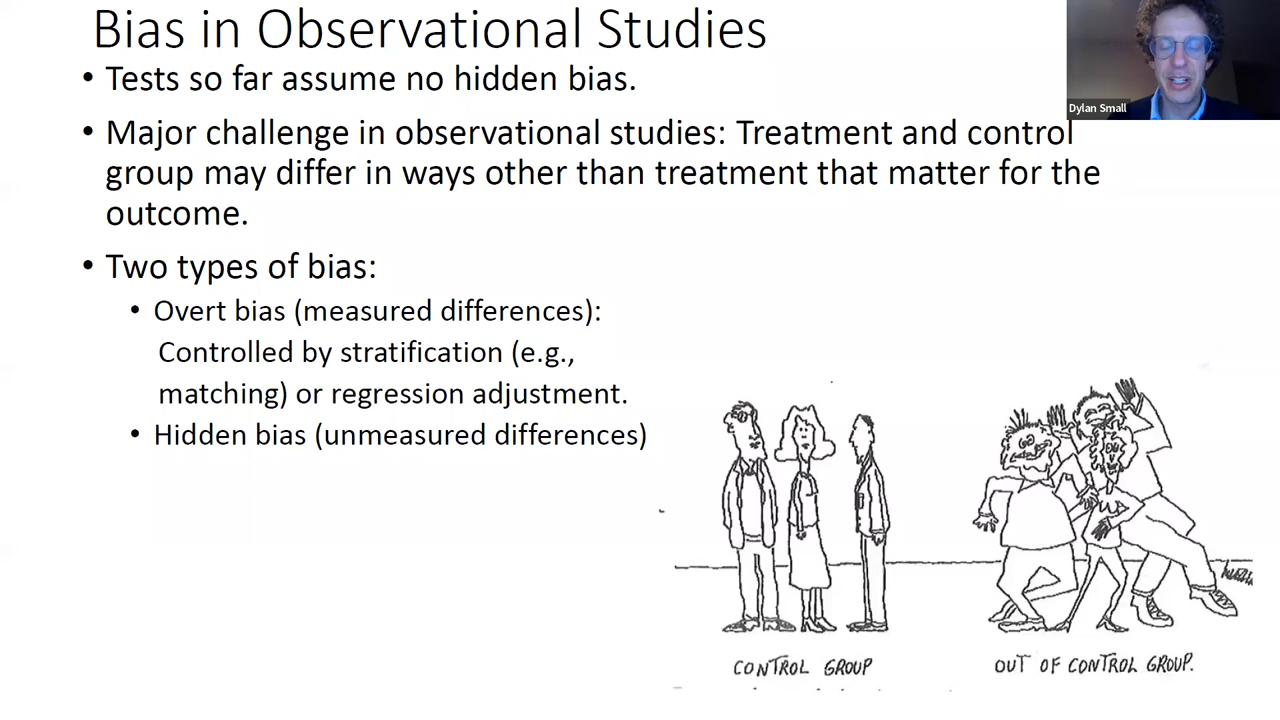 Bias in Observational Studies
• Tests so far assume no hidden bias.
• Major challenge in observational studies: Treatment and control
group may differ in ways other than treatment that matter for the
outcome.
• Two types of bias:
• Overt bias (measured differences):
Controlled by stratification (e.g.,
matching) or regression adjustment.
• Hidden bias (unmeasured differences)
Dylan Small
CONTROL GROUP
OUT OF CONTROL GROUP.